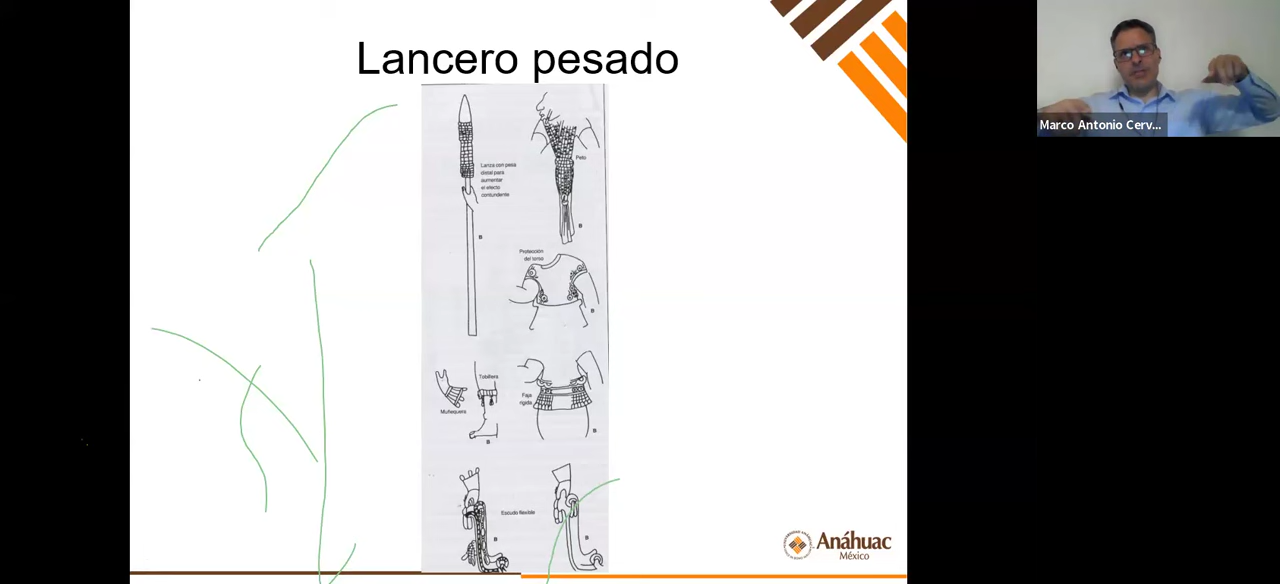 Lancero pesado
Marco Antonio Cerv...
Lanza con pesa
distal para
aumentar
el efecto
contundente
B
Peto
B
Protección
del torso
B
Tobillera
Muñequera
B
Faja
rígida
B
Escudo flexible
B
B
Anáhuac
México